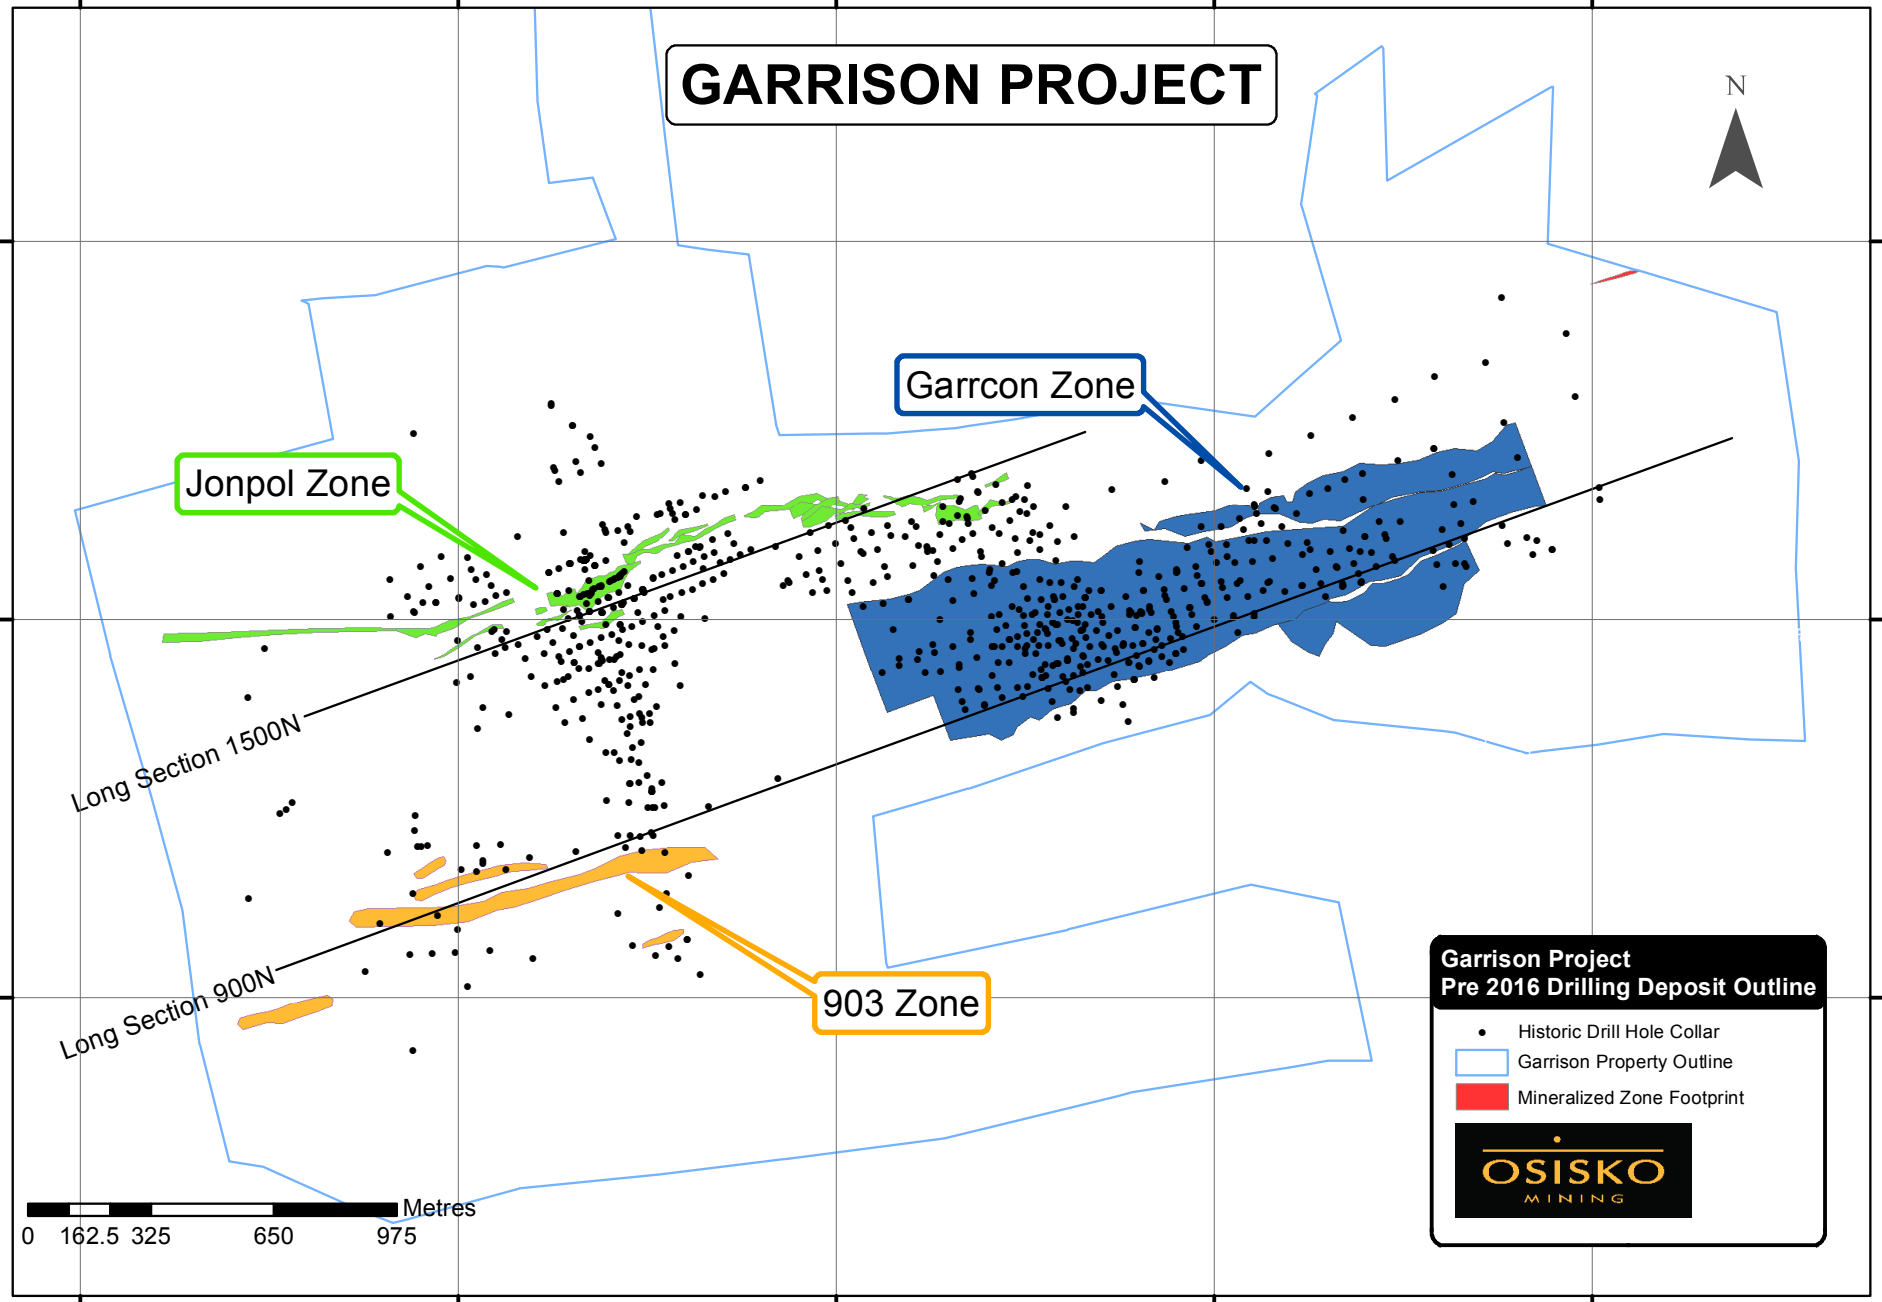 GARRISON PROJECT
N
Garrcon Zone
Jonpol Zone
Long Section 1500N
Long Section 900N
903 Zone
Garrison Project
Pre 2016 Drilling Deposit Outline
Historic Drill Hole Collar
Garrison Property Outline
Mineralized Zone Footprint
OSISKO
MINING
Metres
0 162.5 325 650 975